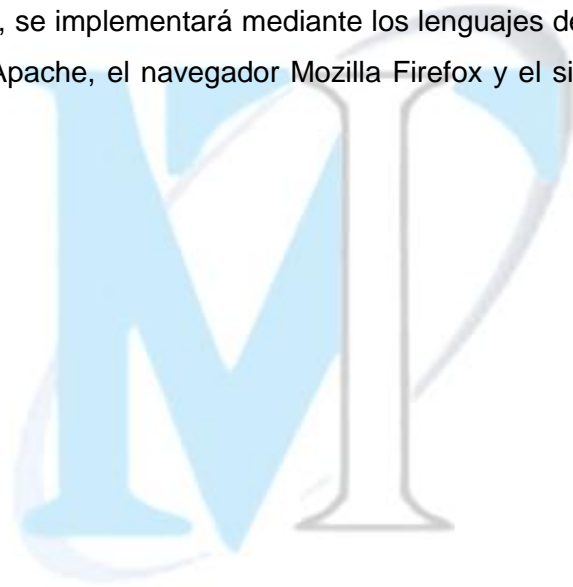 , se implementará mediante los lenguajes de
Apache, el navegador Mozilla Firefox y el si